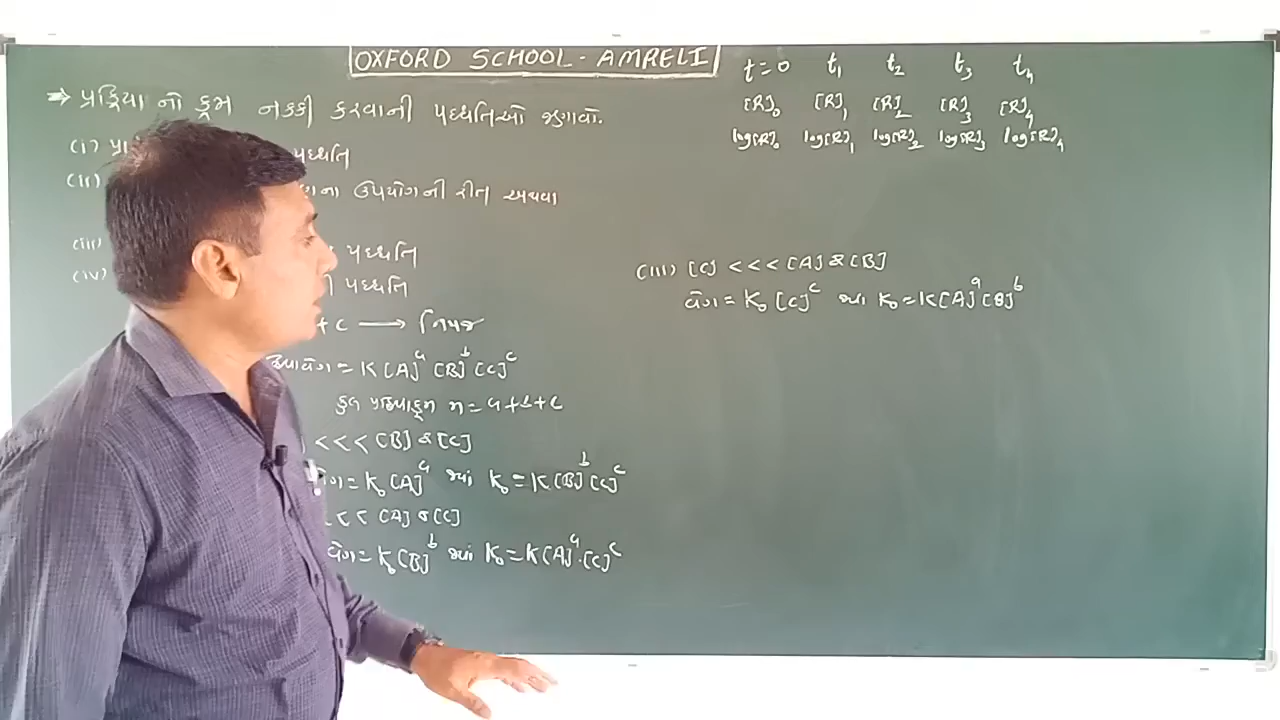 OXFORD SCHOOL - AMRELI
→ પ્રક્રિયા નો ક્રમ નક્કી કરવાની પધ્ધતિઓ જણાવો.
(i) પધ્ધતિ
(ii) ઉપયોગની રીત અથવા
(iii) પધ્ધતિ
(iv) પધ્ધતિ
+ C ⟶ નિપજ
= K[A]^a [B]^b [C]^c
કુલ પ્રક્રિયાક્રમ n = a+b+c
<<< [B] & [C]
= K₀[A]^a જ્યાં K₀ = K[B]^b [C]^c
<< [A] & [C]
વેગ = K₀[B]^b જ્યાં K₀ = K[A]^a·[C]^c
t=0 t₁ t₂ t₃ t₄
[R]₀ [R]₁ [R]₂ [R]₃ [R]₄
log[R]₀ log[R]₁ log[R]₂ log[R]₃ log[R]₄
(iii) [C] <<< [A] & [B]
વેગ = K₀[C]^c જ્યાં K₀ = K[A]^a [B]^b